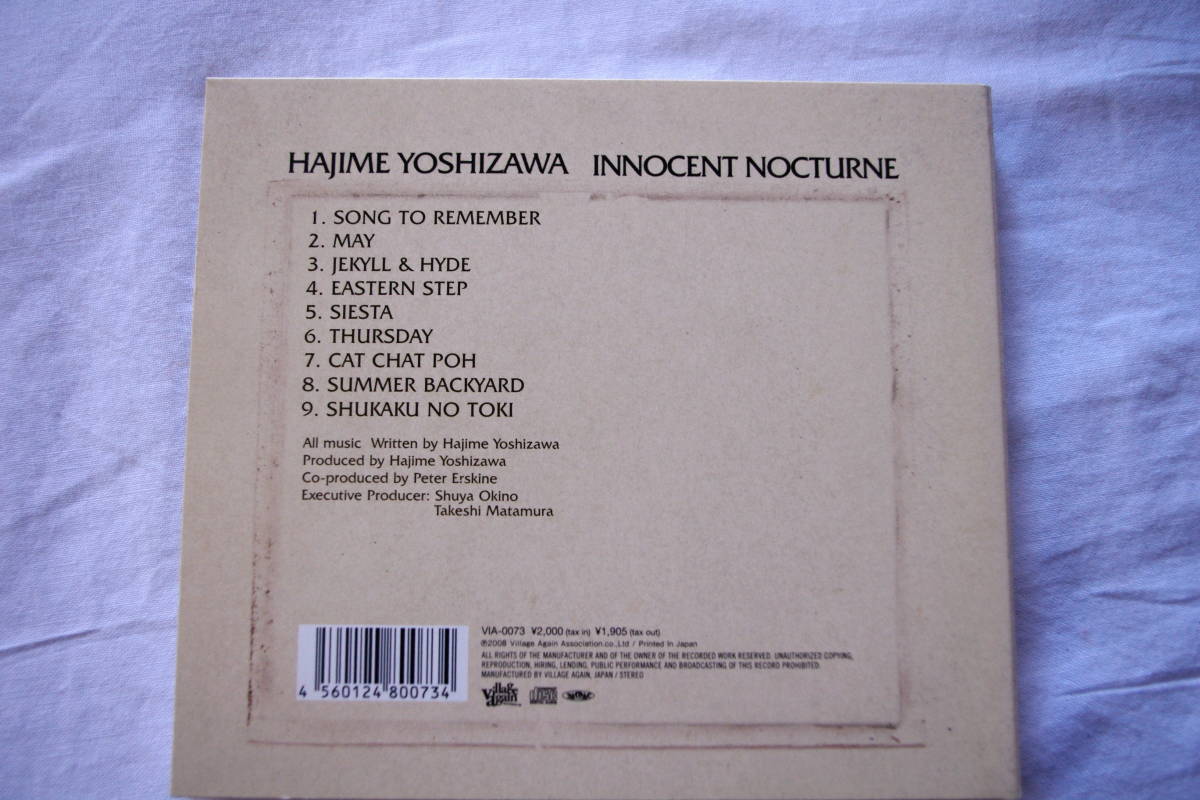 HAJIME YOSHIZAWA INNOCENT NOCTURNE
1. SONG TO REMEMBER
2. MAY
3. JEKYLL & HYDE
4. EASTERN STEP
5. SIESTA
6. THURSDAY
7. CAT CHAT POH
8. SUMMER BACKYARD
9. SHUKAKU NO TOKI
All music Written by Hajime Yoshizawa
Produced by Hajime Yoshizawa
Co-produced by Peter Erskine
Executive Producer: Shuya Okino
Takeshi Matamura
VIA-0073 ¥2,000 (tax in) ¥1,905 (tax out)
℗2008 Village Again Association.co.,Ltd / Printed In Japan
ALL RIGHTS OF THE MANUFACTURER AND OF THE OWNER OF THE RECORDED WORK RESERVED. UNAUTHORIZED COPYING,
REPRODUCTION, HIRING, LENDING, PUBLIC PERFORMANCE AND BROADCASTING OF THIS RECORD PROHIBITED.
MANUFACTURED BY VILLAGE AGAIN, JAPAN / STEREO
4 560124 800734
village again